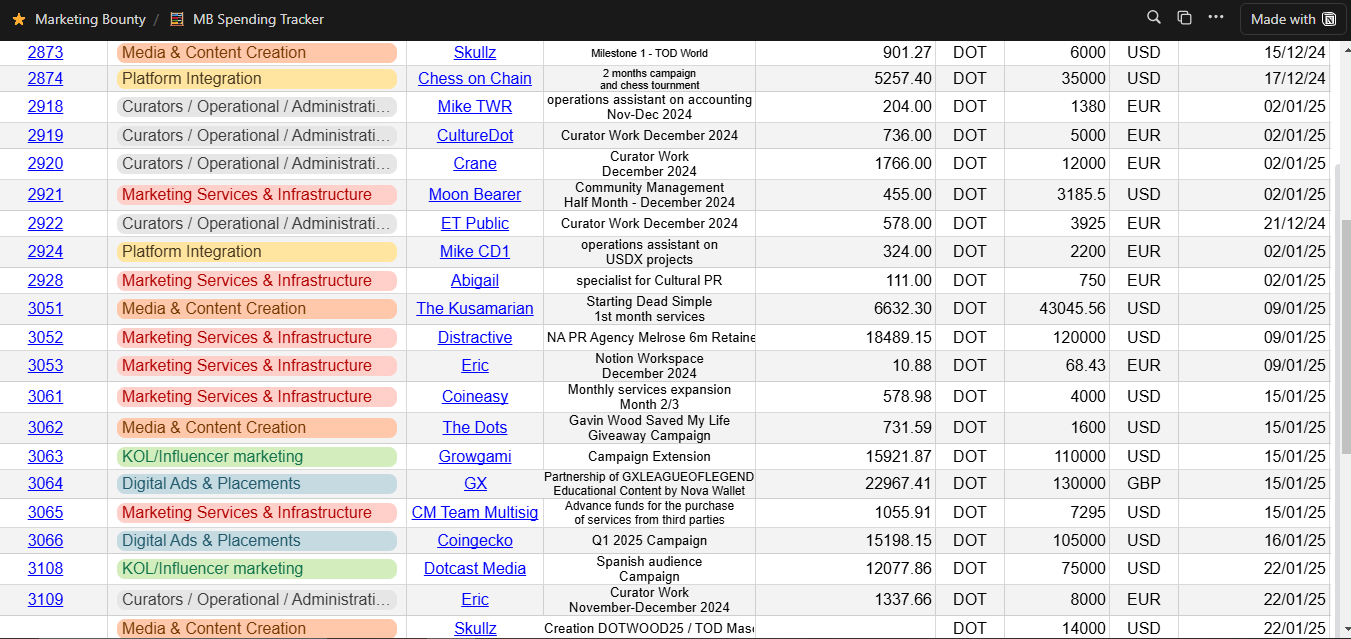 Marketing Bounty / MB Spending Tracker Made with
2873 Media & Content Creation Skullz Milestone 1 - TOD World 901.27 DOT 6000 USD 15/12/24
2874 Platform Integration Chess on Chain 2 months campaign
and chess tournment 5257.40 DOT 35000 USD 17/12/24
2918 Curators / Operational / Administrati... Mike TWR operations assistant on accounting
Nov-Dec 2024 204.00 DOT 1380 EUR 02/01/25
2919 Curators / Operational / Administrati... CultureDot Curator Work December 2024 736.00 DOT 5000 EUR 02/01/25
2920 Curators / Operational / Administrati... Crane Curator Work
December 2024 1766.00 DOT 12000 EUR 02/01/25
2921 Marketing Services & Infrastructure Moon Bearer Community Management
Half Month - December 2024 455.00 DOT 3185.5 USD 02/01/25
2922 Curators / Operational / Administrati... ET Public Curator Work December 2024 578.00 DOT 3925 EUR 21/12/24
2924 Platform Integration Mike CD1 operations assistant on
USDX projects 324.00 DOT 2200 EUR 02/01/25
2928 Marketing Services & Infrastructure Abigail specialist for Cultural PR 111.00 DOT 750 EUR 02/01/25
3051 Media & Content Creation The Kusamarian Starting Dead Simple
1st month services 6632.30 DOT 43045.56 USD 09/01/25
3052 Marketing Services & Infrastructure Distractive NA PR Agency Melrose 6m Retaine 18489.15 DOT 120000 USD 09/01/25
3053 Marketing Services & Infrastructure Eric Notion Workspace
December 2024 10.88 DOT 68.43 EUR 09/01/25
3061 Marketing Services & Infrastructure Coineasy Monthly services expansion
Month 2/3 578.98 DOT 4000 USD 15/01/25
3062 Media & Content Creation The Dots Gavin Wood Saved My Life
Giveaway Campaign 731.59 DOT 1600 USD 15/01/25
3063 KOL/Influencer marketing Growgami Campaign Extension 15921.87 DOT 110000 USD 15/01/25
3064 Digital Ads & Placements GX Partnership of GXLEAGUEOFLEGEND
Educational Content by Nova Wallet 22967.41 DOT 130000 GBP 15/01/25
3065 Marketing Services & Infrastructure CM Team Multisig Advance funds for the purchase
of services from third parties 1055.91 DOT 7295 USD 15/01/25
3066 Digital Ads & Placements Coingecko Q1 2025 Campaign 15198.15 DOT 105000 USD 16/01/25
3108 KOL/Influencer marketing Dotcast Media Spanish audience
Campaign 12077.86 DOT 75000 USD 22/01/25
3109 Curators / Operational / Administrati... Eric Curator Work
November-December 2024 1337.66 DOT 8000 EUR 22/01/25
Media & Content Creation Skullz Creation DOTWOOD25 / TOD Masc DOT 14000 USD 22/01/25